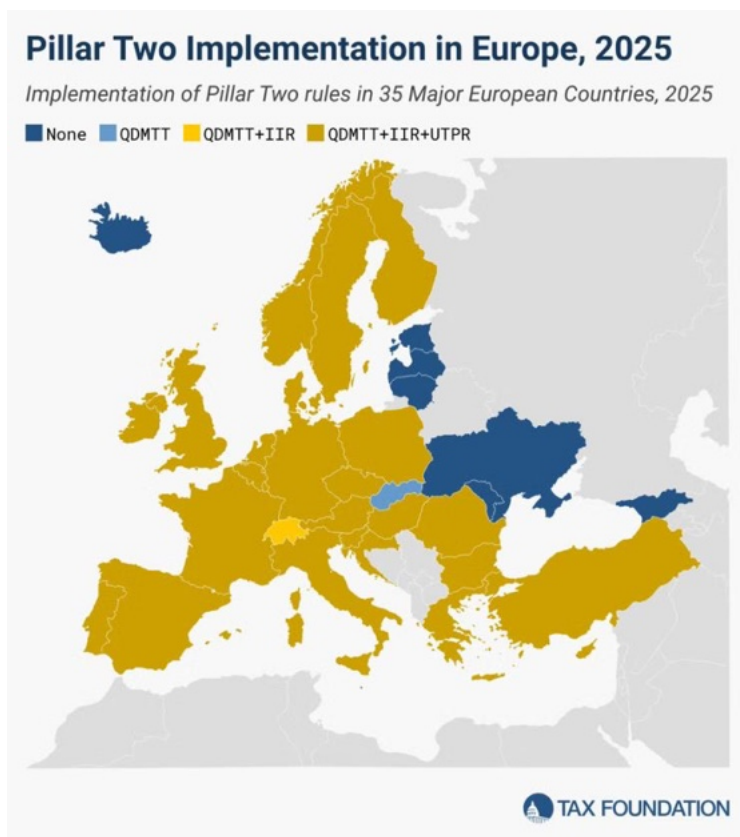 Pillar Two Implementation in Europe, 2025
Implementation of Pillar Two rules in 35 Major European Countries, 2025
None QDMTT QDMTT+IIR QDMTT+IIR+UTPR
TAX FOUNDATION